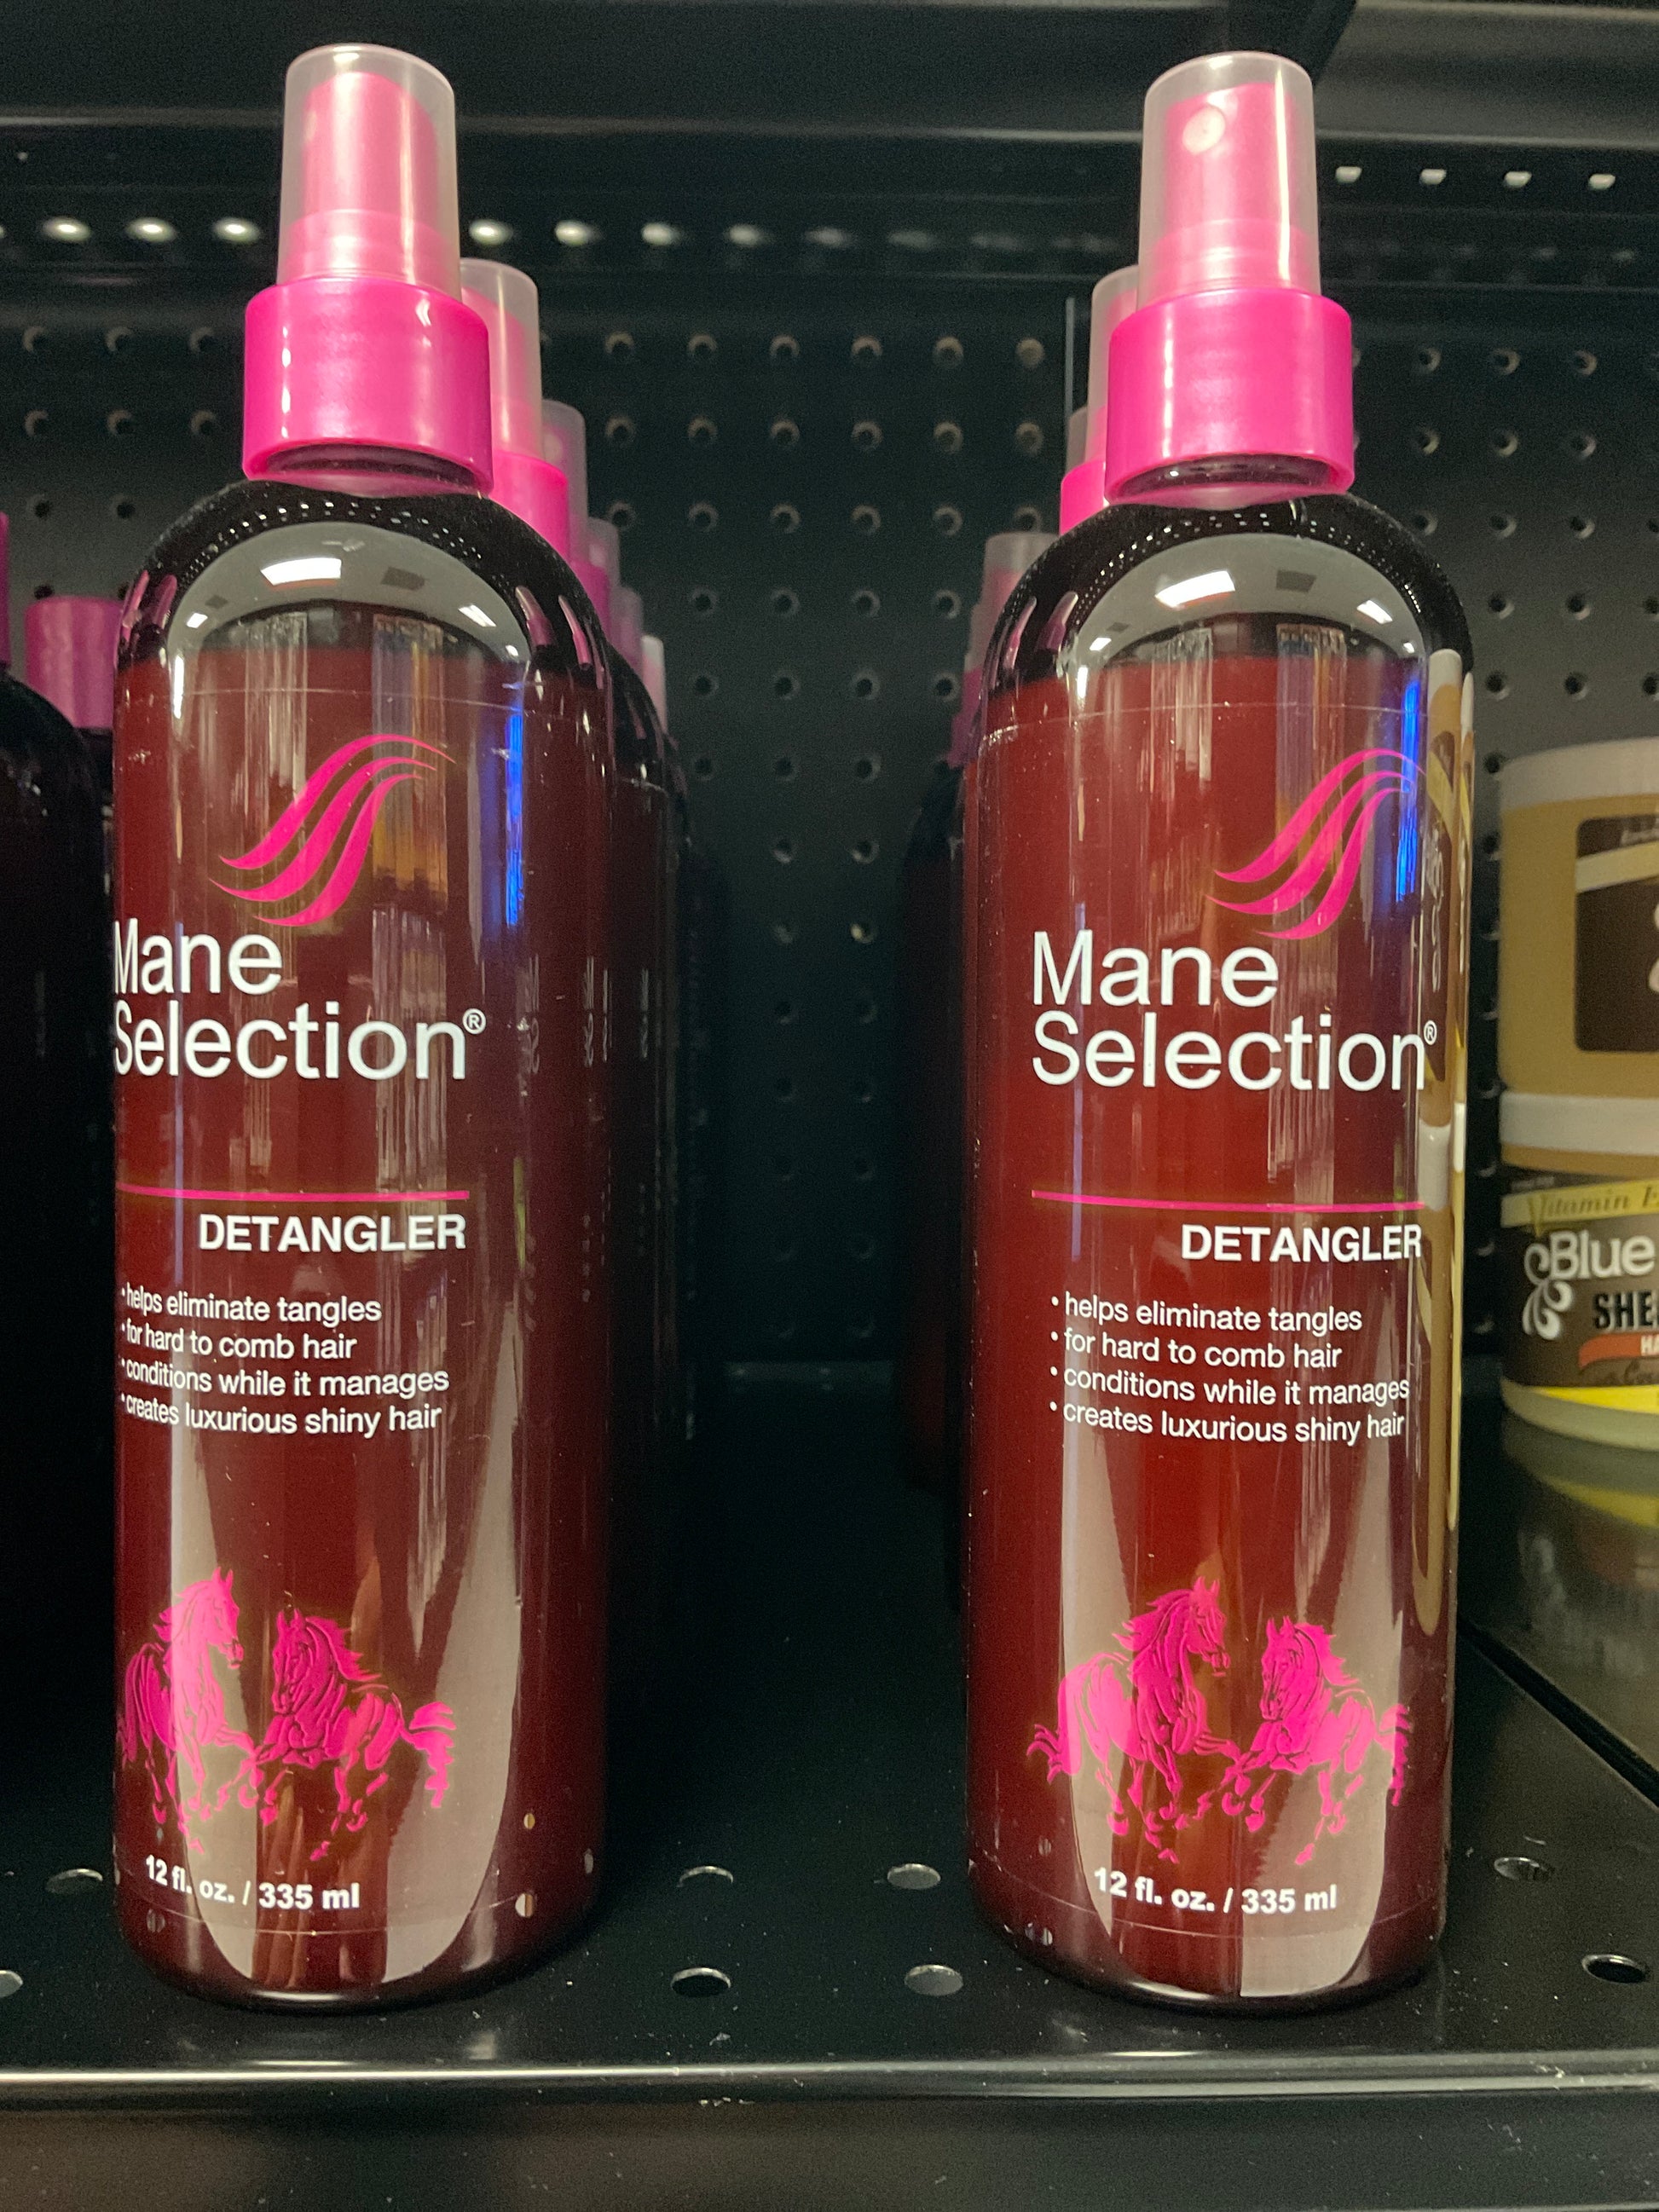 Mane
Selection®
DETANGLER
• helps eliminate tangles
• for hard to comb hair
• conditions while it manages
• creates luxurious shiny hair
12 fl. oz. / 335 ml
Mane
Selection®
DETANGLER
• helps eliminate tangles
• for hard to comb hair
• conditions while it manages
• creates luxurious shiny hair
12 fl. oz. / 335 ml
Vitamin
Blue